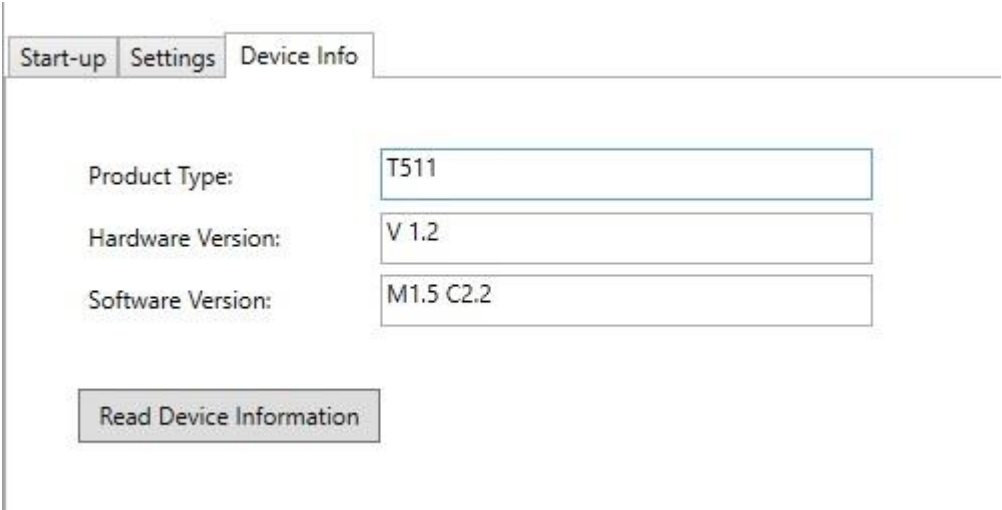 Start-up Settings Device Info
Product Type: T511
Hardware Version: V 1.2
Software Version: M1.5 C2.2
Read Device Information